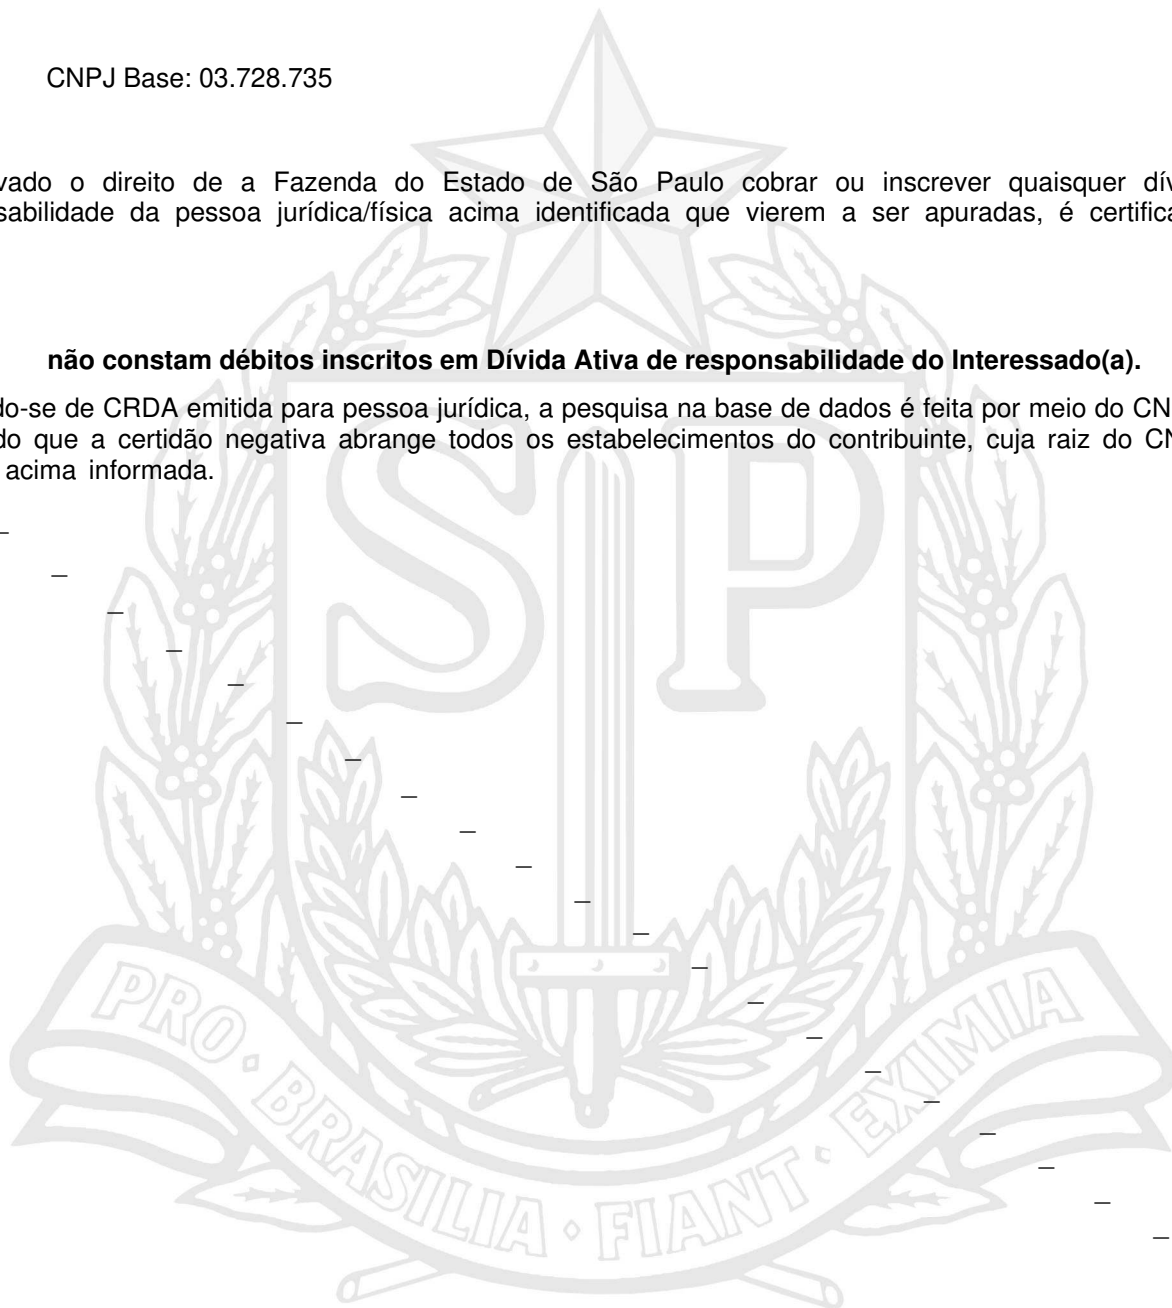 CNPJ Base: 03.728.735
vado o direito de a Fazenda do Estado de São Paulo cobrar ou inscrever quaisquer dív
sabilidade da pessoa jurídica/física acima identificada que vierem a ser apuradas, é certifica
não constam débitos inscritos em Dívida Ativa de responsabilidade do Interessado(a).
do-se de CRDA emitida para pessoa jurídica, a pesquisa na base de dados é feita por meio do CN
do que a certidão negativa abrange todos os estabelecimentos do contribuinte, cuja raiz do CN
acima informada.
SP
PRO · BRASILIA · FIANT · EXIMIA